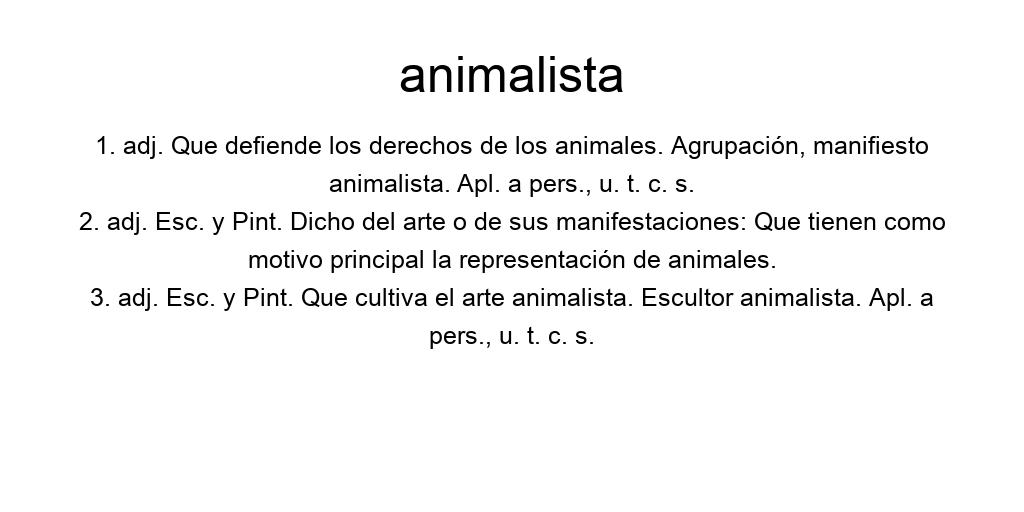 animalista
1. adj. Que defiende los derechos de los animales. Agrupación, manifiesto
animalista. Apl. a pers., u. t. c. s.
2. adj. Esc. y Pint. Dicho del arte o de sus manifestaciones: Que tienen como
motivo principal la representación de animales.
3. adj. Esc. y Pint. Que cultiva el arte animalista. Escultor animalista. Apl. a
pers., u. t. c. s.